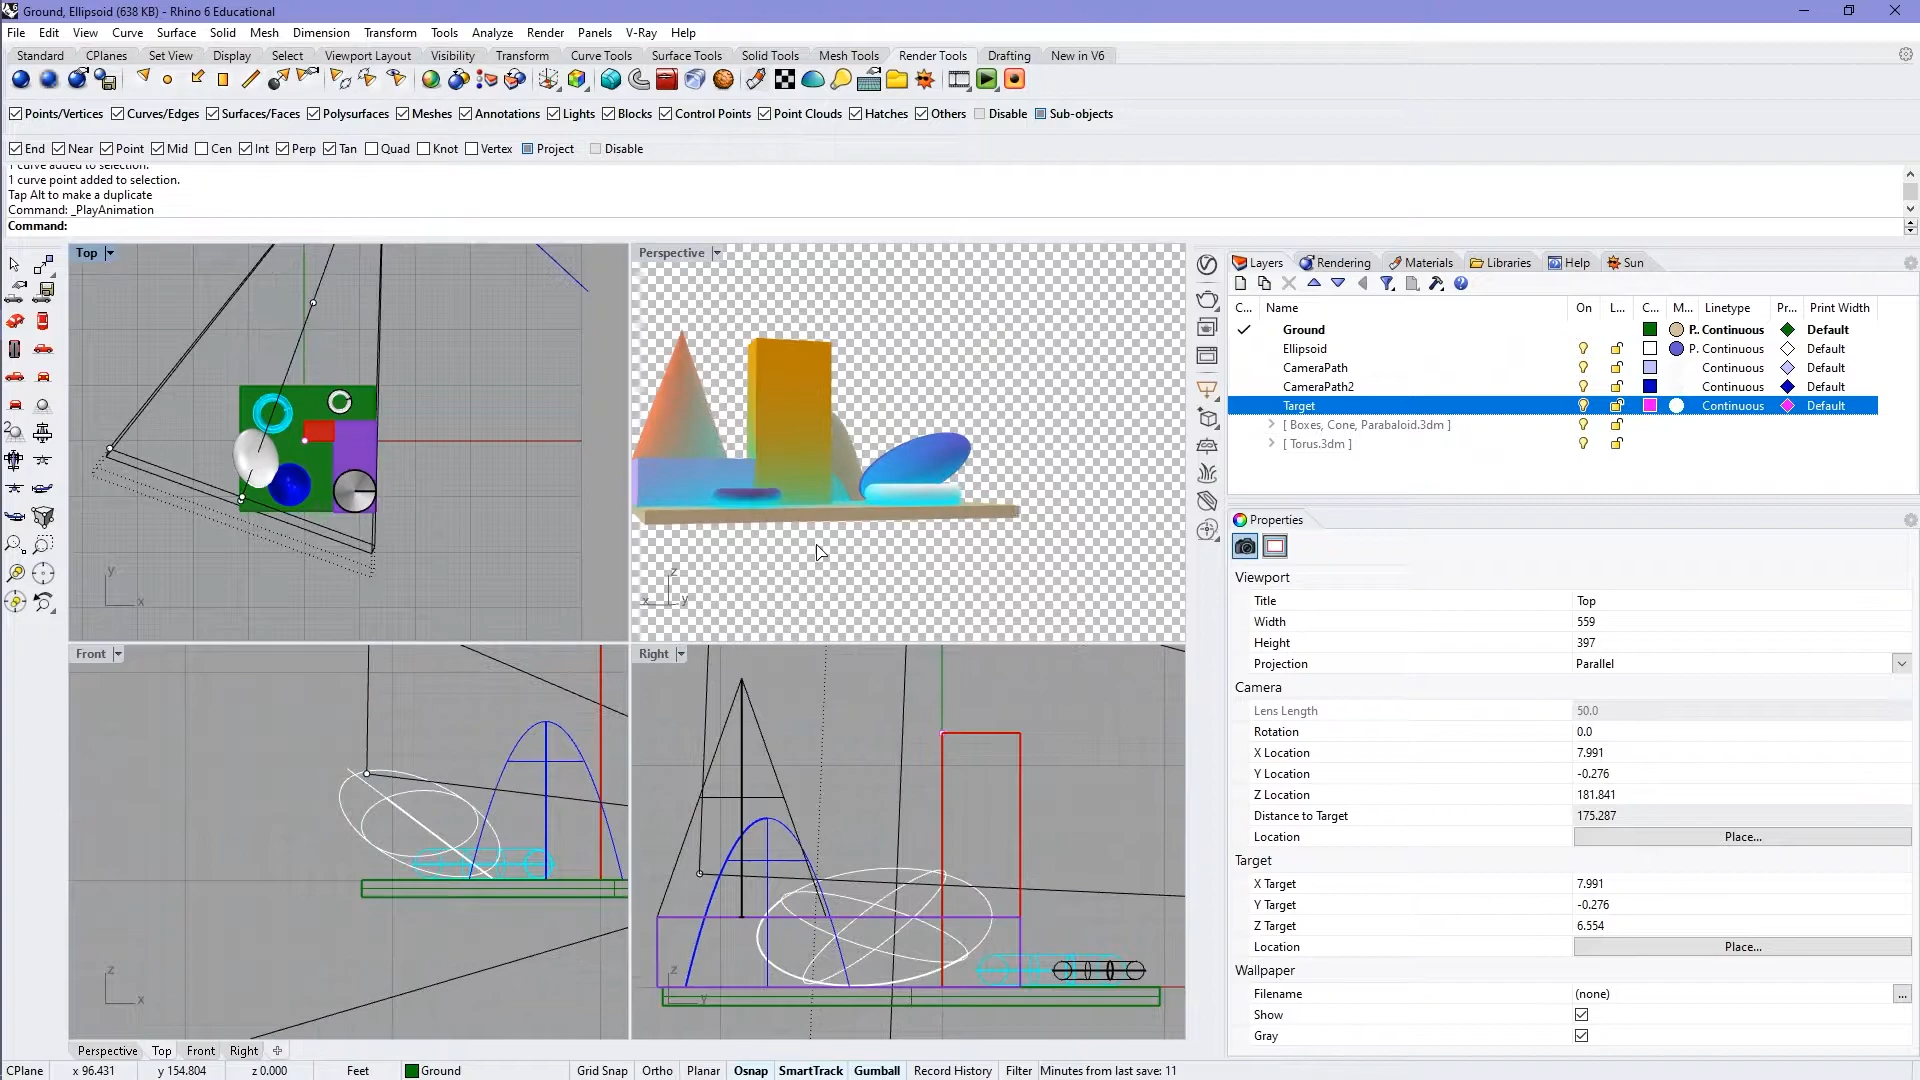 Ground, Ellipsoid (638 KB) - Rhino 6 Educational
File Edit View Curve Surface Solid Mesh Dimension Transform Tools Analyze Render Panels V-Ray Help
Standard CPlanes Set View Display Select Viewport Layout Visibility Transform Curve Tools Surface Tools Solid Tools Mesh Tools Render Tools Drafting New in V6
Points/Vertices Curves/Edges Surfaces/Faces Polysurfaces Meshes Annotations Lights Blocks Control Points Point Clouds Hatches Others Disable Sub-objects
End Near Point Mid Cen Int Perp Tan Quad Knot Vertex Project Disable
1 curve added to selection.
1 curve point added to selection.
Tap Alt to make a duplicate
Command: _PlayAnimation
Command:
Top
y
x
Perspective
z
x y
Front
z
x
Right
z
y
Perspective Top Front Right
Layers Rendering Materials Libraries Help Sun
C... Name On L... C... M... Linetype Pr... Print Width
Ground P.. Continuous Default
Ellipsoid P. Continuous Default
CameraPath Continuous Default
CameraPath2 Continuous Default
Target Continuous Default
[ Boxes, Cone, Parabaloid.3dm ]
[ Torus.3dm ]
Properties
Viewport
Title Top
Width 559
Height 397
Projection Parallel
Camera
Lens Length 50.0
Rotation 0.0
X Location 7.991
Y Location -0.276
Z Location 181.841
Distance to Target 175.287
Location Place...
Target
X Target 7.991
Y Target -0.276
Z Target 6.554
Location Place...
Wallpaper
Filename (none) ...
Show
Gray
CPlane x 96.431 y 154.804 z 0.000 Feet Ground Grid Snap Ortho Planar Osnap SmartTrack Gumball Record History Filter Minutes from last save: 11